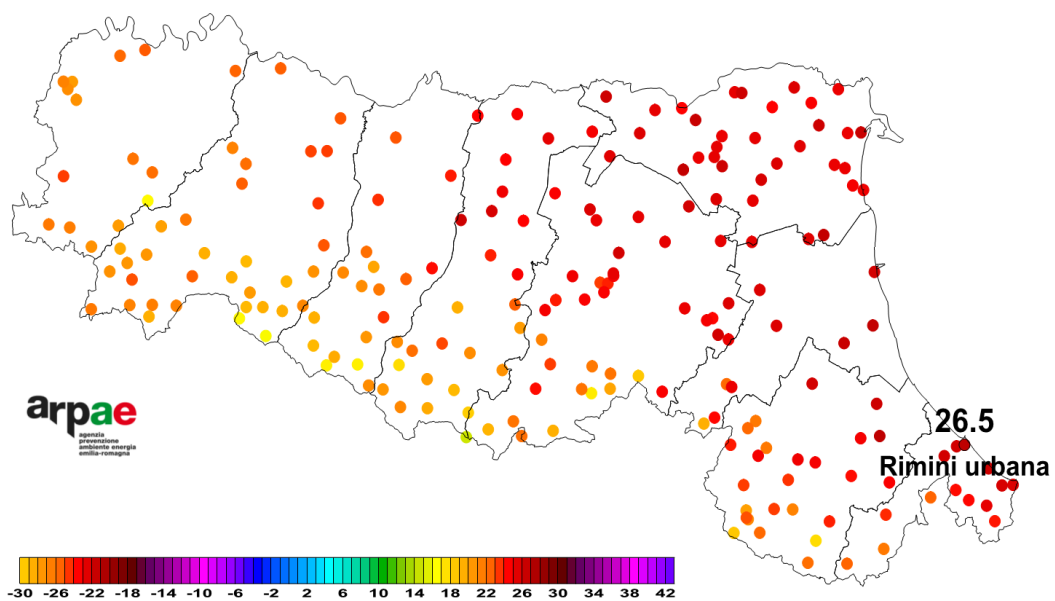 26.5
Rimini urbana
arpae
agenzia
prevenzione
ambiente energia
emilia-romagna
-30 -26 -22 -18 -14 -10 -6 -2 2 6 10 14 18 22 26 30 34 38 42